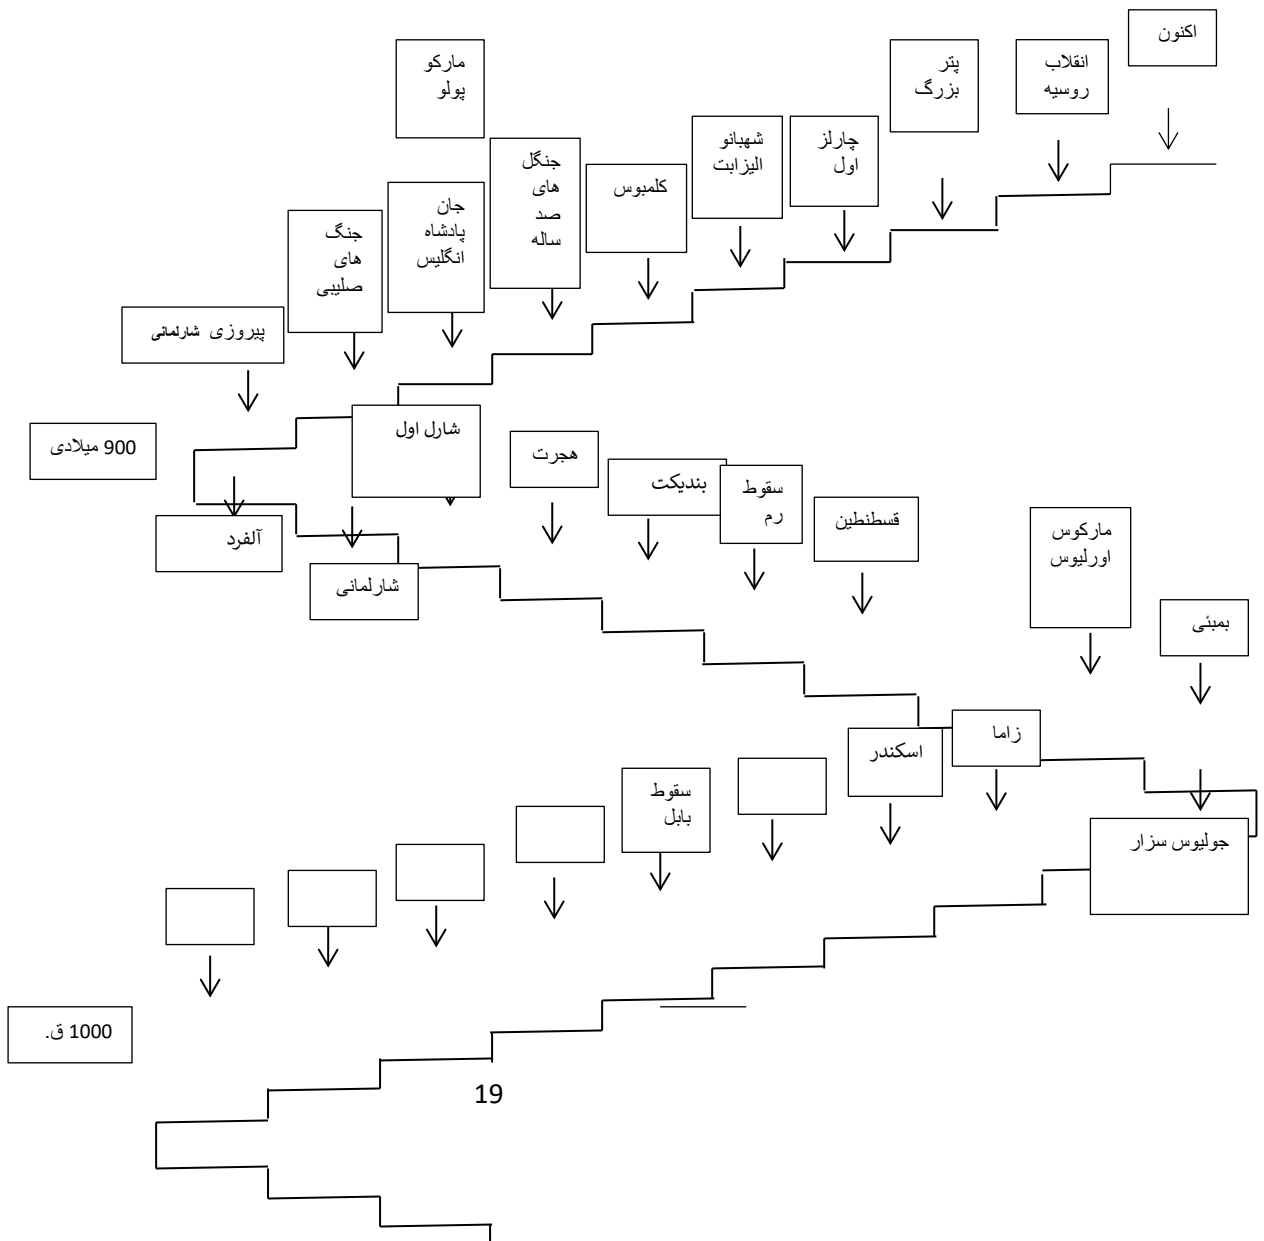 اکنون
انقلاب
روسیه
پتر
بزرگ
مارکو
پولو
چارلز
اول
شهبانو
الیزابت
کلمبوس
جنگل
های
صد
ساله
جان
پادشاه
انگلیس
جنگ
های
صلیبی
پیروزی شارلمانی
900 میلادی
شارل اول
هجرت
بندیکت
سقوط
رم
قسطنطین
مارکوس
اورلیوس
بمبئی
آلفرد
شارلمانی
زاما
اسکندر
سقوط
بابل
جولیوس سزار
1000 ق.
19